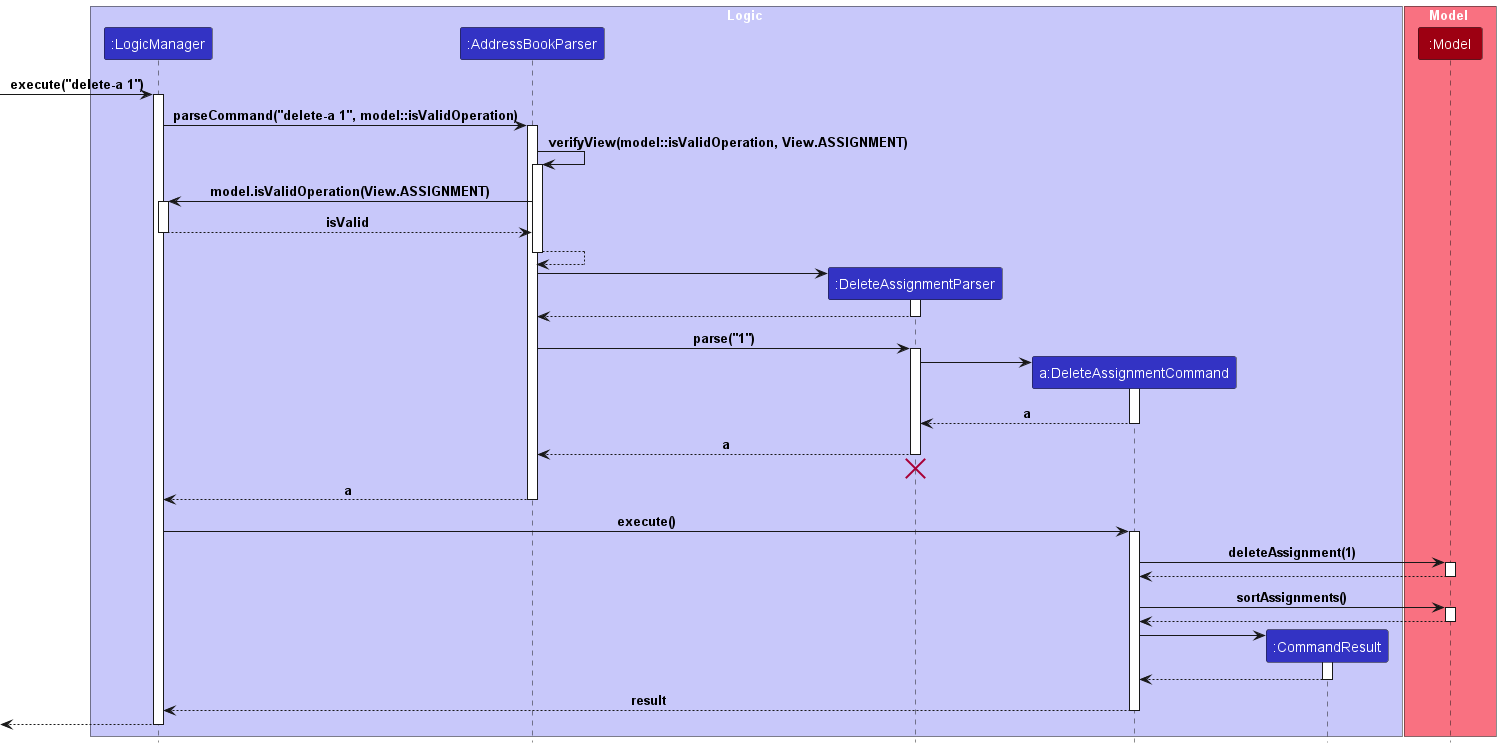 Logic
Model
:LogicManager
:AddressBookParser
:Model
execute("delete-a 1")
parseCommand("delete-a 1", model::isValidOperation)
verifyView(model::isValidOperation, View.ASSIGNMENT)
model.isValidOperation(View.ASSIGNMENT)
isValid
:DeleteAssignmentParser
parse("1")
a:DeleteAssignmentCommand
a
a
a
execute()
deleteAssignment(1)
sortAssignments()
:CommandResult
result